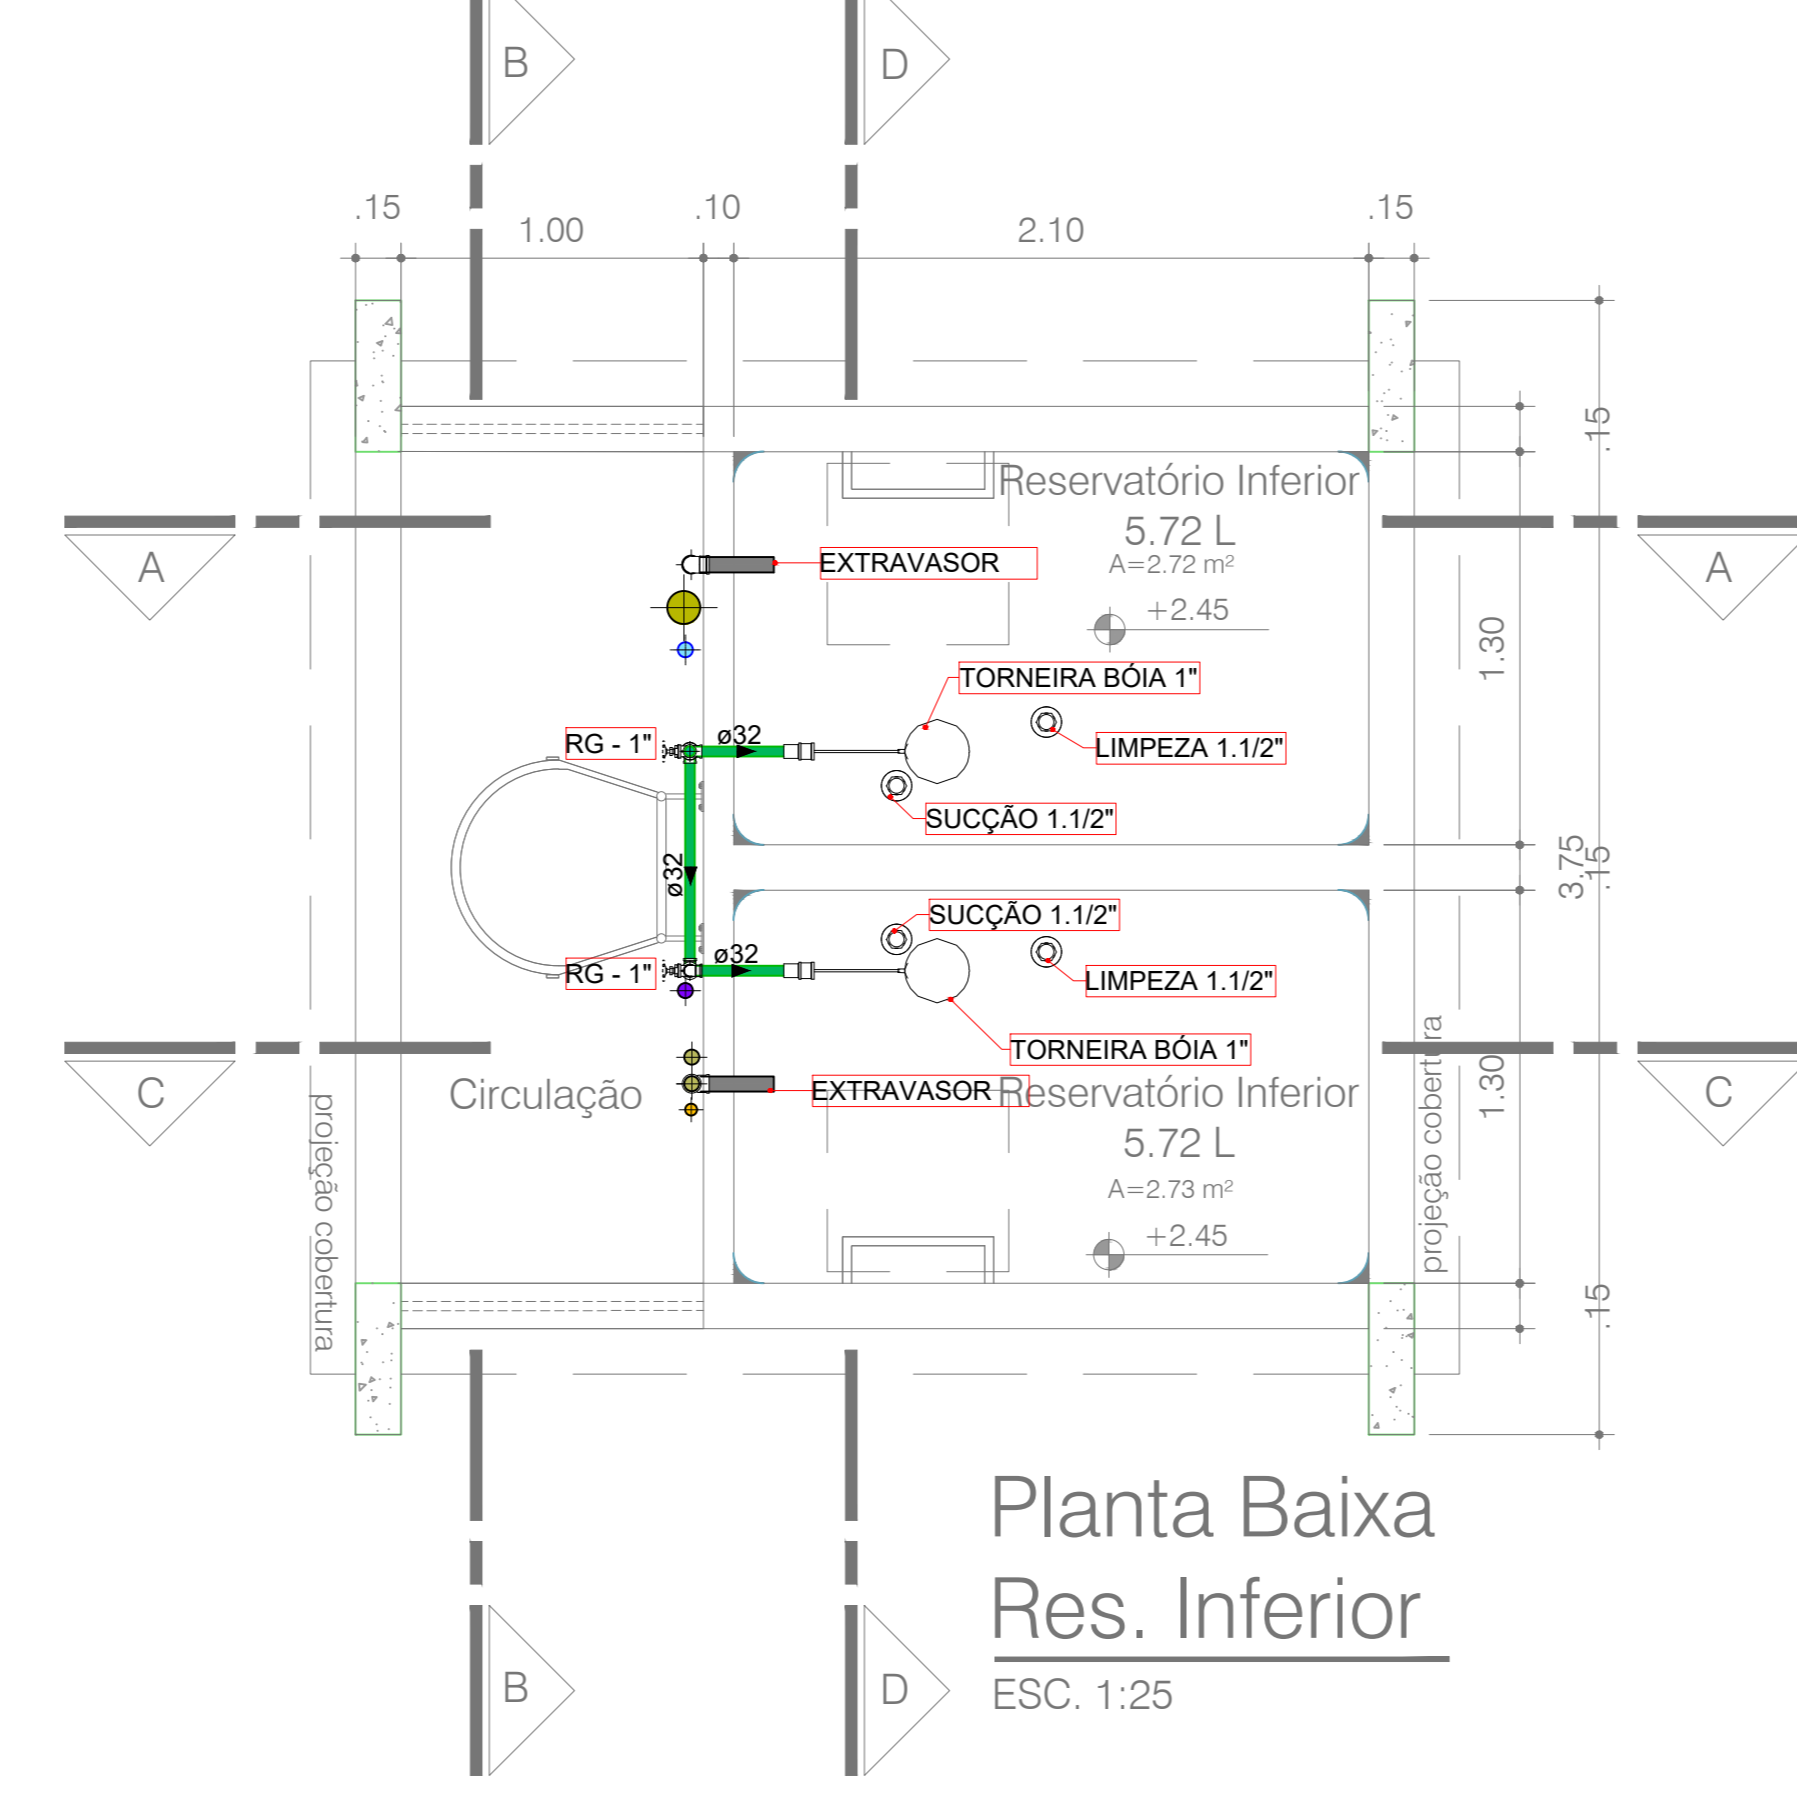 B
D
.15
1.00
.10
2.10
.15
.15
Reservatório Inferior
5.72 L
A=2.72 m²
+2.45
A
A
EXTRAVASOR
1.30
TORNEIRA BÓIA 1"
RG - 1"
ø32
LIMPEZA 1.1/2"
SUCÇÃO 1.1/2"
ø32
3.75
.15
SUCÇÃO 1.1/2"
RG - 1"
ø32
LIMPEZA 1.1/2"
TORNEIRA BÓIA 1"
C
Circulação
EXTRAVASOR
Reservatório Inferior
1.30
C
5.72 L
A=2.73 m²
+2.45
projeção cobertura
projeção cobertura
.15
Planta Baixa
Res. Inferior
ESC. 1:25
B
D